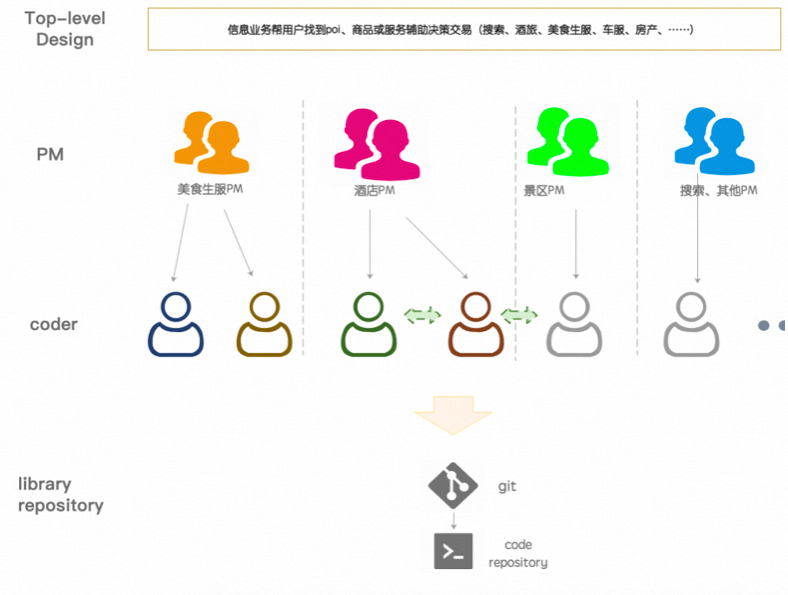 Top-level
Design
信息业务帮用户找到poi、商品或服务辅助决策交易（搜索、酒旅、美食生服、车服、房产、……）
PM
美食生服PM
酒店PM
景区PM
搜索、其他PM
coder
library
repository
git
code
repository